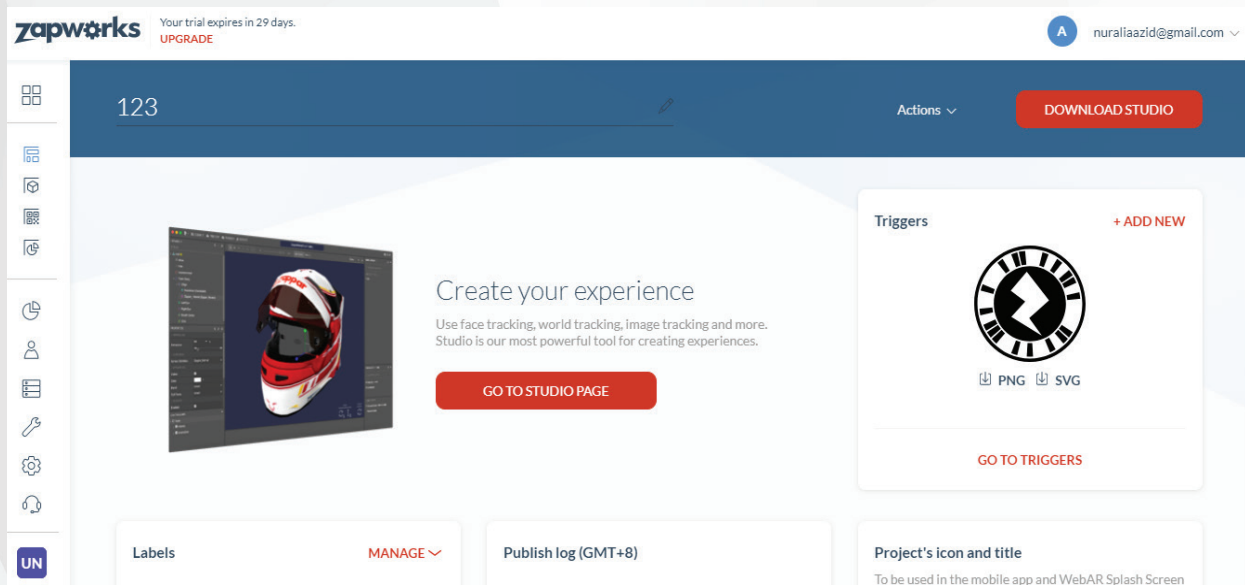 zapworks
Your trial expires in 29 days.
UPGRADE
A
nuraliaazid@gmail.com
123
Actions
DOWNLOAD STUDIO
Triggers
+ ADD NEW
Create your experience
Use face tracking, world tracking, image tracking and more.
Studio is our most powerful tool for creating experiences.
GO TO STUDIO PAGE
PNG SVG
GO TO TRIGGERS
Labels
MANAGE
Publish log (GMT+8)
Project's icon and title
To be used in the mobile app and WebAR Splash Screen
UN